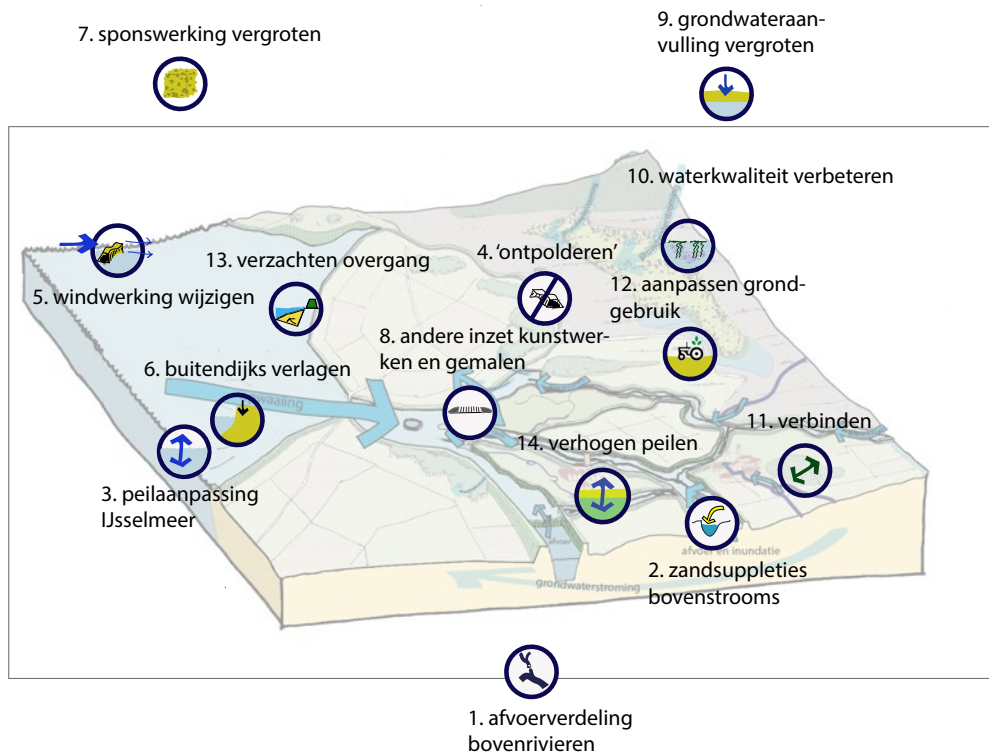 7. sponswerking vergroten
9. grondwateraan-
vulling vergroten
10. waterkwaliteit verbeteren
4. ‘ontpolderen’
13. verzachten overgang
12. aanpassen grond-
gebruik
5. windwerking wijzigen
8. andere inzet kunstwer-
ken en gemalen
6. buitendijks verlagen
11. verbinden
14. verhogen peilen
3. peilaanpassing
IJsselmeer
afvoer
afvoer en inundatie
2. zandsuppleties
bovenstrooms
grondwaterstroming
1. afvoerverdeling
bovenrivieren